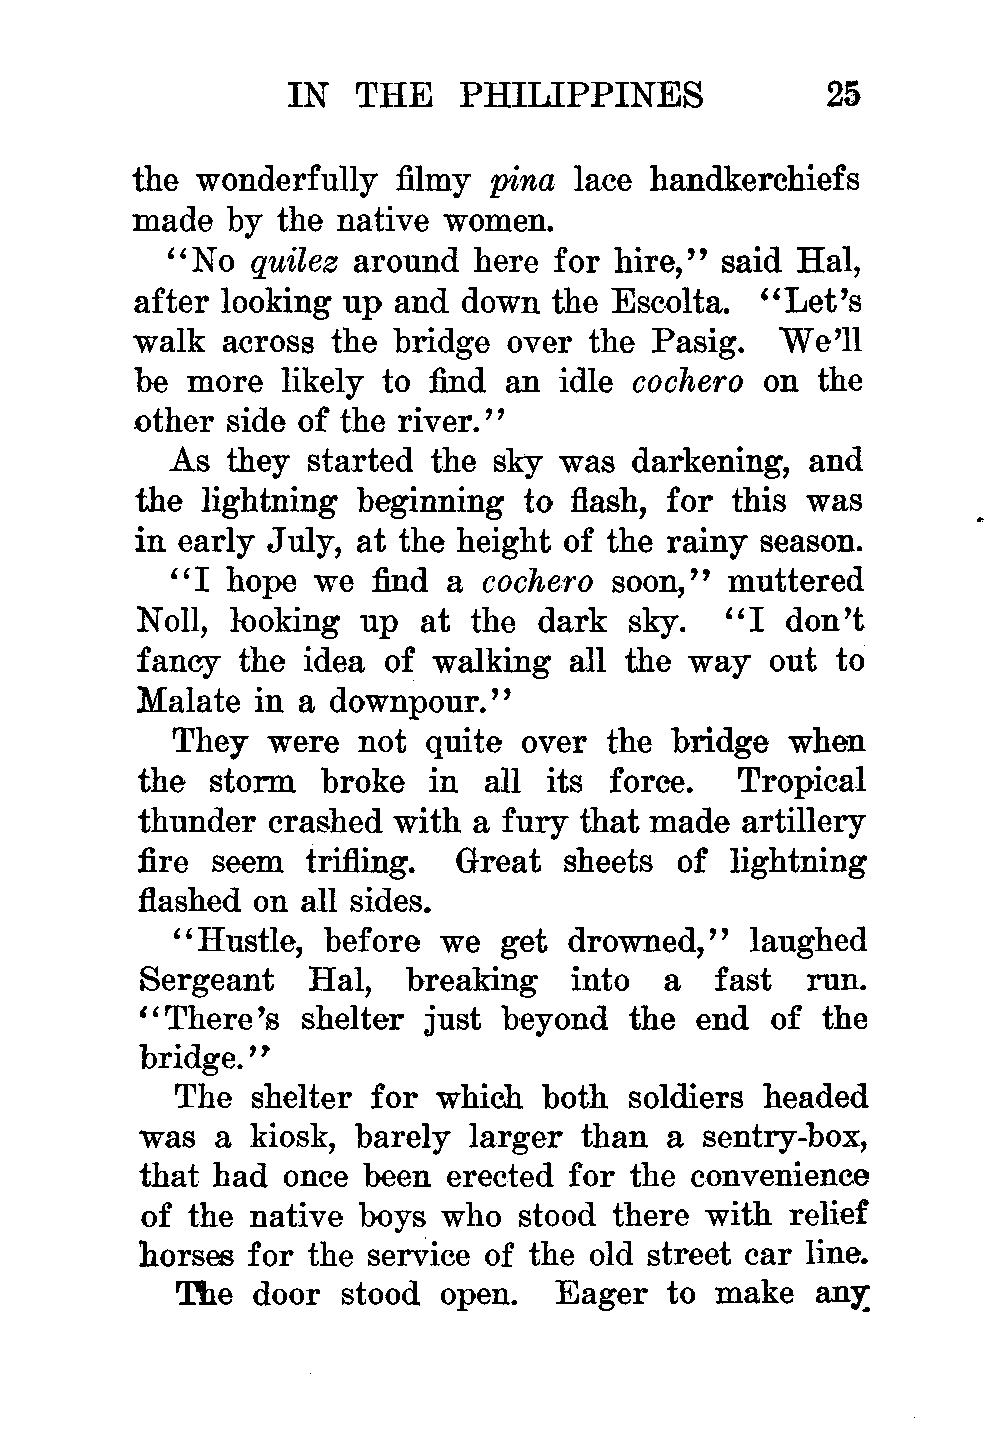 IN THE PHILIPPINES 25
the wonderfully filmy pina lace handkerchiefs
made by the native women.
"No quilez around here for hire," said Hal,
after looking up and down the Escolta. "Let's
walk across the bridge over the Pasig. We'll
be more likely to find an idle cochero on the
other side of the river."
As they started the sky was darkening, and
the lightning beginning to flash, for this was
in early July, at the height of the rainy season.
"I hope we find a cochero soon," muttered
Noll, looking up at the dark sky. "I don't
fancy the idea of walking all the way out to
Malate in a downpour."
They were not quite over the bridge when
the storm broke in all its force. Tropical
thunder crashed with a fury that made artillery
fire seem trifling. Great sheets of lightning
flashed on all sides.
"Hustle, before we get drowned," laughed
Sergeant Hal, breaking into a fast run.
"There's shelter just beyond the end of the
bridge."
The shelter for which both soldiers headed
was a kiosk, barely larger than a sentry-box,
that had once been erected for the convenience
of the native boys who stood there with relief
horses for the service of the old street car line.
The door stood open. Eager to make any